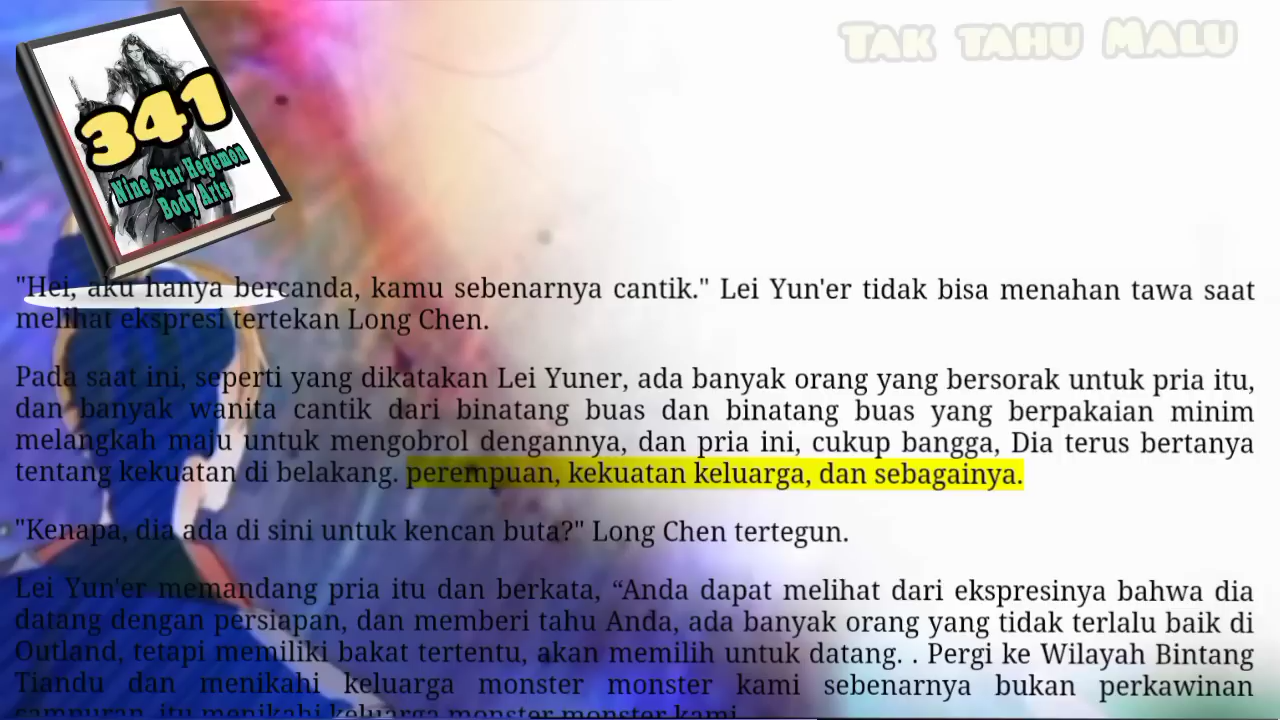 Tak tahu Malu
341
Nine Star Hegemon
Body Arts
"Hei, aku hanya bercanda, kamu sebenarnya cantik." Lei Yun'er tidak bisa menahan tawa saat
melihat ekspresi tertekan Long Chen.
Pada saat ini, seperti yang dikatakan Lei Yuner, ada banyak orang yang bersorak untuk pria itu,
dan banyak wanita cantik dari binatang buas dan binatang buas yang berpakaian minim
melangkah maju untuk mengobrol dengannya, dan pria ini, cukup bangga, Dia terus bertanya
tentang kekuatan di belakang. perempuan, kekuatan keluarga, dan sebagainya.
"Kenapa, dia ada di sini untuk kencan buta?" Long Chen tertegun.
Lei Yun'er memandang pria itu dan berkata, “Anda dapat melihat dari ekspresinya bahwa dia
datang dengan persiapan, dan memberi tahu Anda, ada banyak orang yang tidak terlalu baik di
Outland, tetapi memiliki bakat tertentu, akan memilih untuk datang. . Pergi ke Wilayah Bintang
Tiandu dan menikahi keluarga monster monster kami sebenarnya bukan perkawinan
campuran, itu menikahi keluarga monster monster kami.